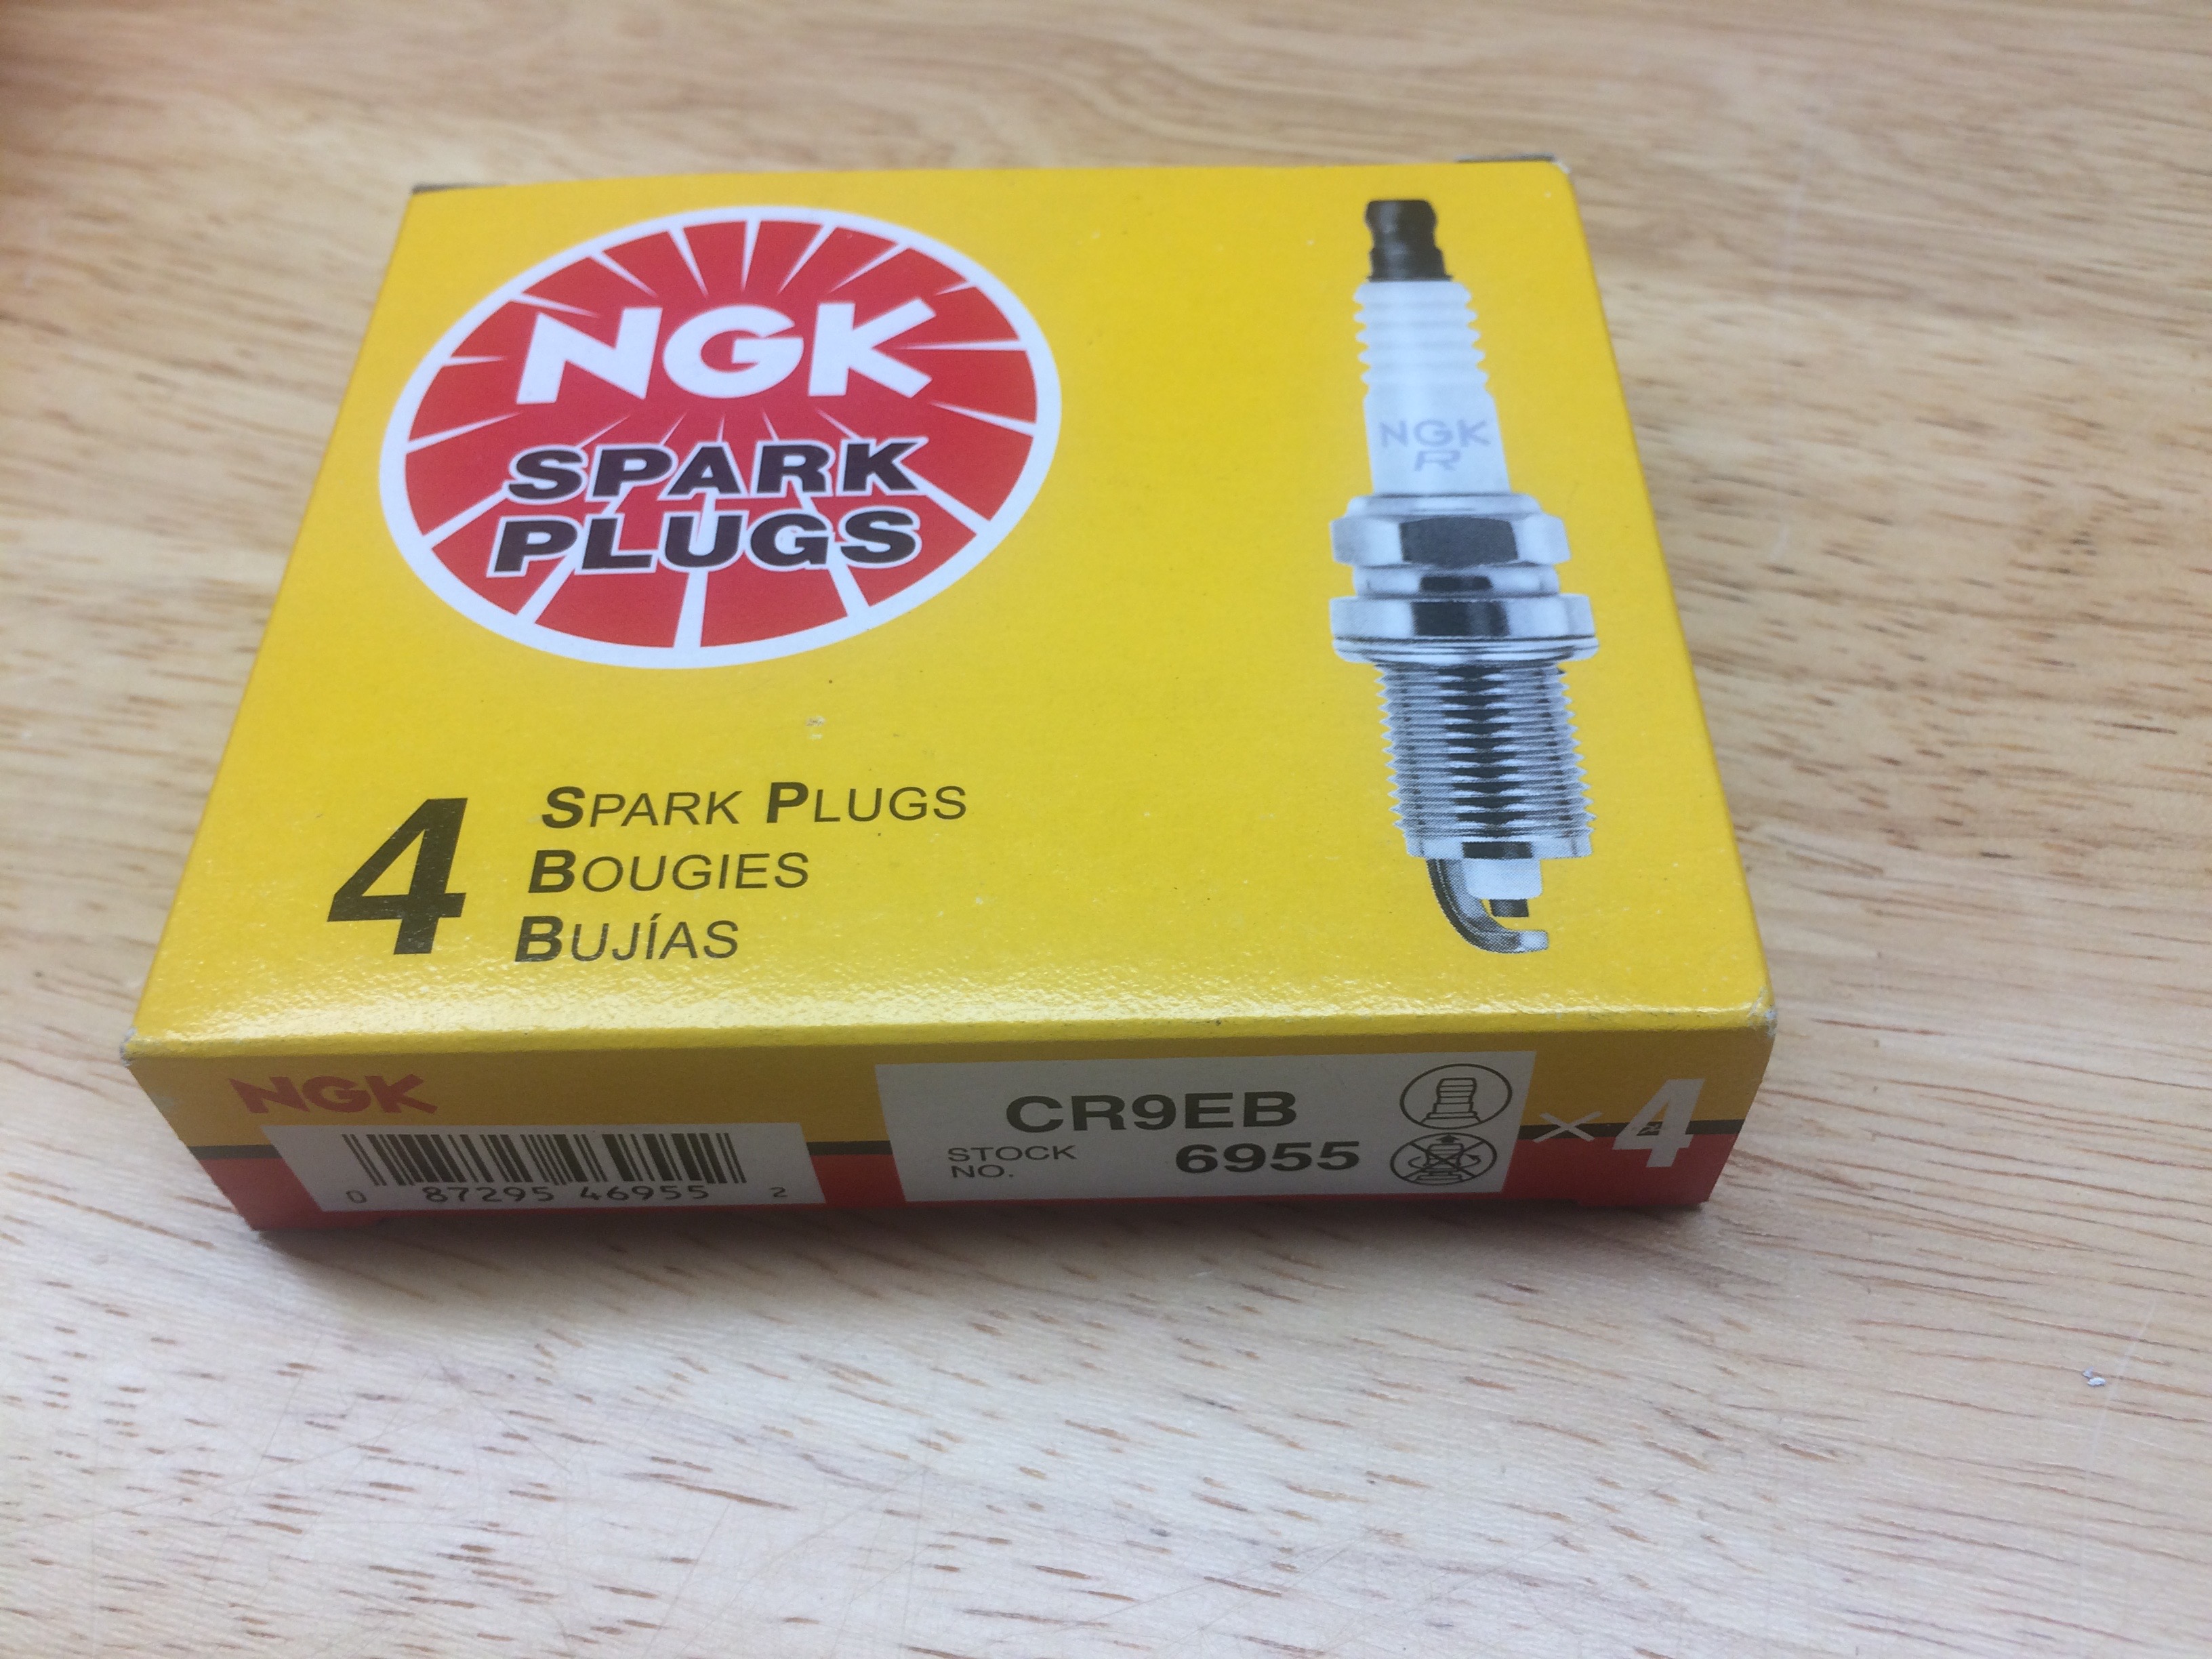 NGK
SPARK
PLUGS
NGK
R
4
SPARK PLUGS
BOUGIES
BUJÍAS
NGK
0 87295 46955 2
CR9EB
STOCK
NO.
6955
×4